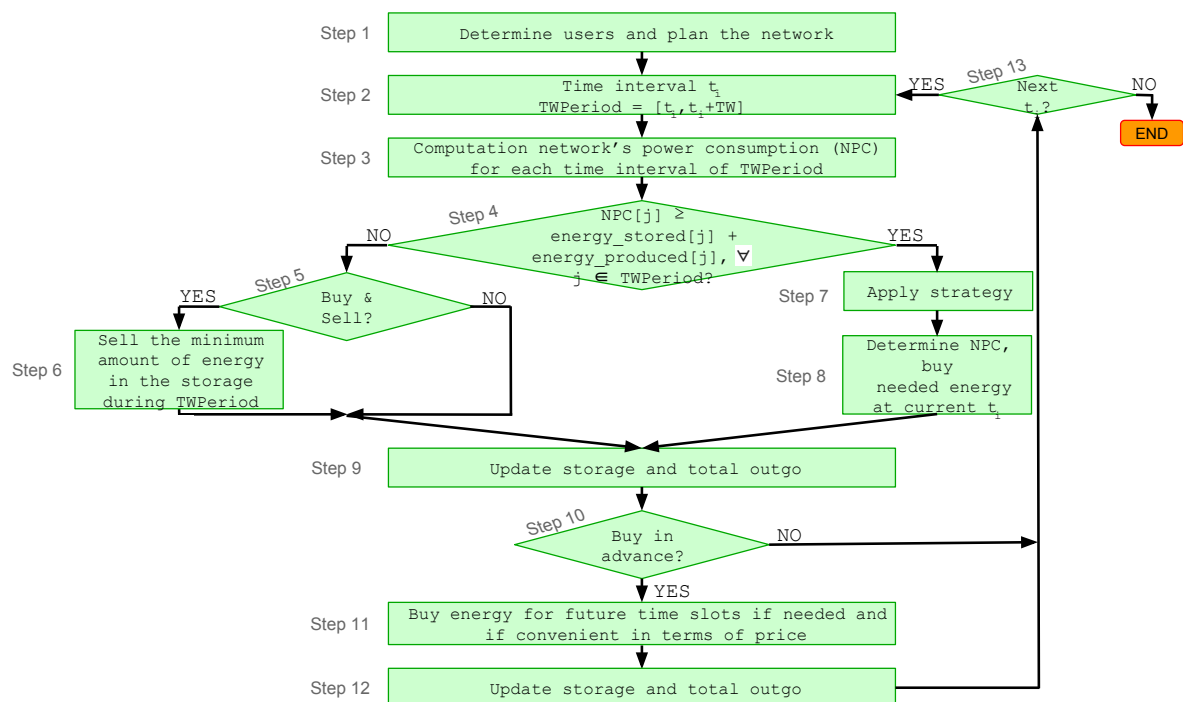 Step 1
Determine users and plan the network
Step 2
Time interval tᵢ
TWPeriod = [tᵢ,tᵢ+TW]
YES
Step 13
Next
tᵢ?
NO
END
Step 3
Computation network's power consumption (NPC)
for each time interval of TWPeriod
Step 4
NPC[j] ≥
energy_stored[j] +
energy_produced[j], ∀
j ∈ TWPeriod?
NO
YES
Step 5
Buy &
Sell?
YES
NO
Step 7
Apply strategy
Step 6
Sell the minimum
amount of energy
in the storage
during TWPeriod
Step 8
Determine NPC,
buy
needed energy
at current tᵢ
Step 9
Update storage and total outgo
Step 10
Buy in
advance?
NO
YES
Step 11
Buy energy for future time slots if needed and
if convenient in terms of price
Step 12
Update storage and total outgo